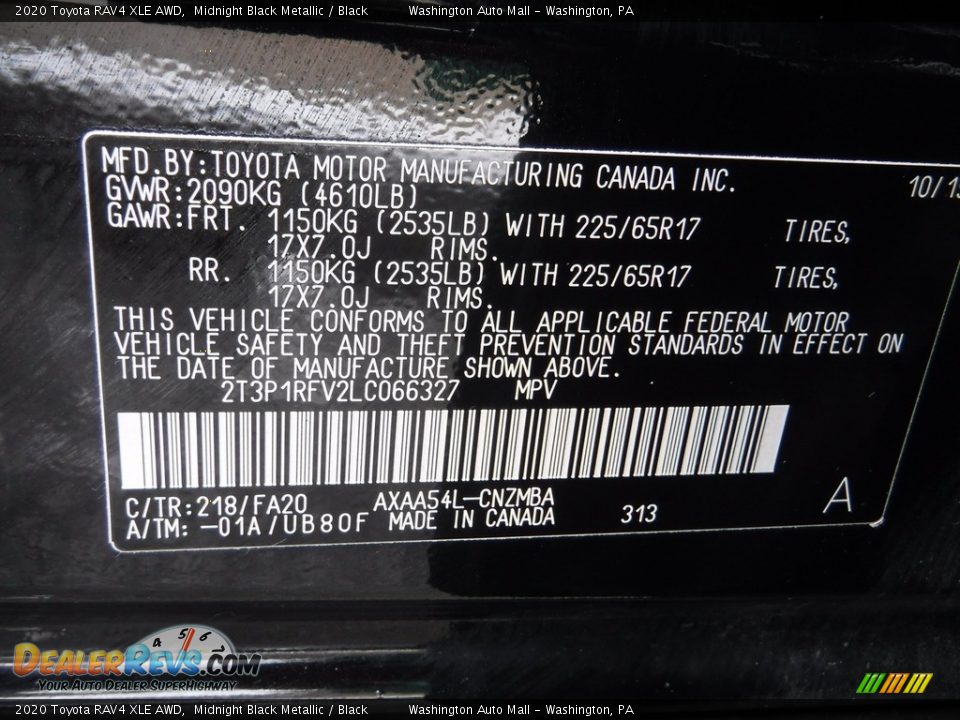 2020 Toyota RAV4 XLE AWD, Midnight Black Metallic / Black Washington Auto Mall - Washington, PA
MFD.BY:TOYOTA MOTOR MANUFACTURING CANADA INC. 10/1
GVWR:2090KG (4610LB)
GAWR:FRT. 1150KG (2535LB) WITH 225/65R17 TIRES,
17X7.0J RIMS.
RR. 1150KG (2535LB) WITH 225/65R17 TIRES,
17X7.0J RIMS.
THIS VEHICLE CONFORMS TO ALL APPLICABLE FEDERAL MOTOR
VEHICLE SAFETY AND THEFT PREVENTION STANDARDS IN EFFECT ON
THE DATE OF MANUFACTURE SHOWN ABOVE.
2T3P1RFV2LC066327 MPV
C/TR:218/FA20 AXAA54L-CNZMBA
A/TM: -01A/UB80F MADE IN CANADA 313 A
4 5 6
DEALERREVS.COM
YOUR AUTO DEALER SUPERHIGHWAY
2020 Toyota RAV4 XLE AWD, Midnight Black Metallic / Black Washington Auto Mall - Washington, PA